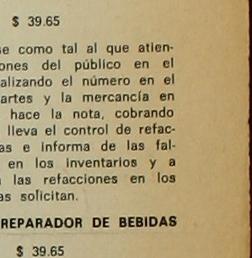 $ 39.65
se como tal al que atien-
ones del público en el
alizando el número en el
artes y la mercancía en
hace la nota, cobrando
lleva el control de refac-
as e informa de las fal-
en los inventarios y a
las refacciones en los
as solicitan.
REPARADOR DE BEBIDAS
$ 39.65